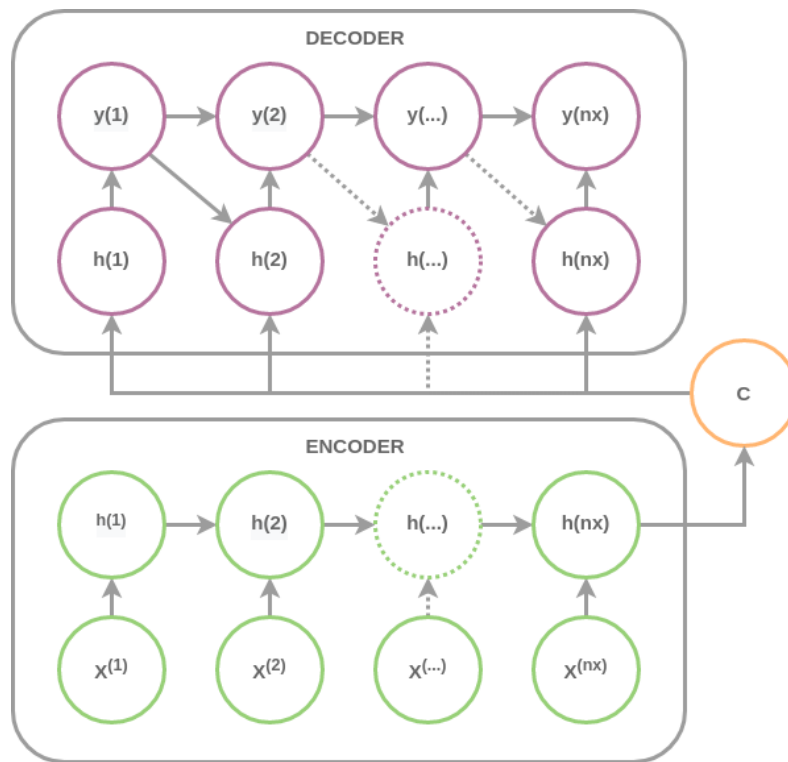 DECODER
y(1) y(2) y(...) y(nx)
h(1) h(2) h(...) h(nx)
C
ENCODER
h(1) h(2) h(...) h(nx)
X⁽¹⁾ X⁽²⁾ X⁽···⁾ X⁽ⁿˣ⁾